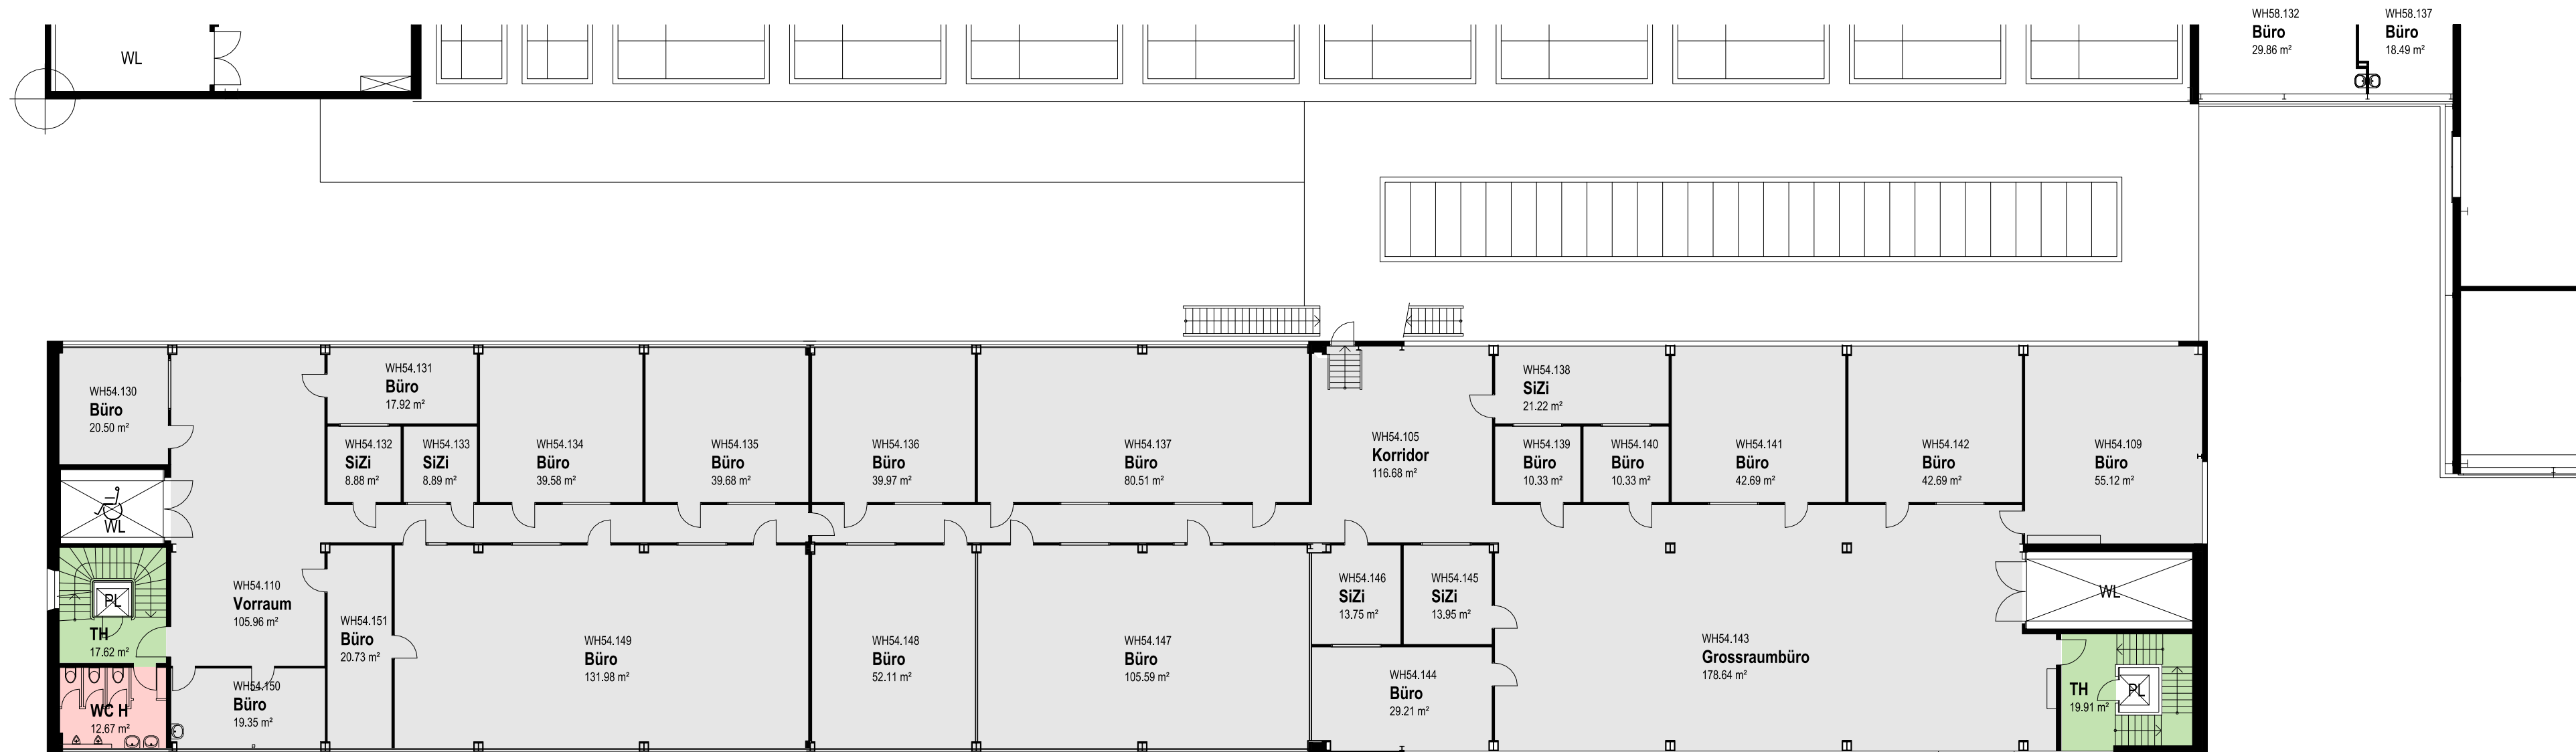 WL
WH58.132
Büro
29.86 m²
WH58.137
Büro
18.49 m²
WH54.130
Büro
20.50 m²
WH54.131
Büro
17.92 m²
WH54.132
SiZi
8.88 m²
WH54.133
SiZi
8.89 m²
WH54.134
Büro
39.58 m²
WH54.135
Büro
39.68 m²
WH54.136
Büro
39.97 m²
WH54.137
Büro
80.51 m²
WH54.105
Korridor
116.68 m²
WH54.138
SiZi
21.22 m²
WH54.139
Büro
10.33 m²
WH54.140
Büro
10.33 m²
WH54.141
Büro
42.69 m²
WH54.142
Büro
42.69 m²
WH54.109
Büro
55.12 m²
WL
PL
TH
17.62 m²
WC H
12.67 m²
WH54.110
Vorraum
105.96 m²
WH54.150
Büro
19.35 m²
WH54.151
Büro
20.73 m²
WH54.149
Büro
131.98 m²
WH54.148
Büro
52.11 m²
WH54.147
Büro
105.59 m²
WH54.146
SiZi
13.75 m²
WH54.145
SiZi
13.95 m²
WH54.144
Büro
29.21 m²
WH54.143
Grossraumbüro
178.64 m²
WL
TH
19.91 m²
PL